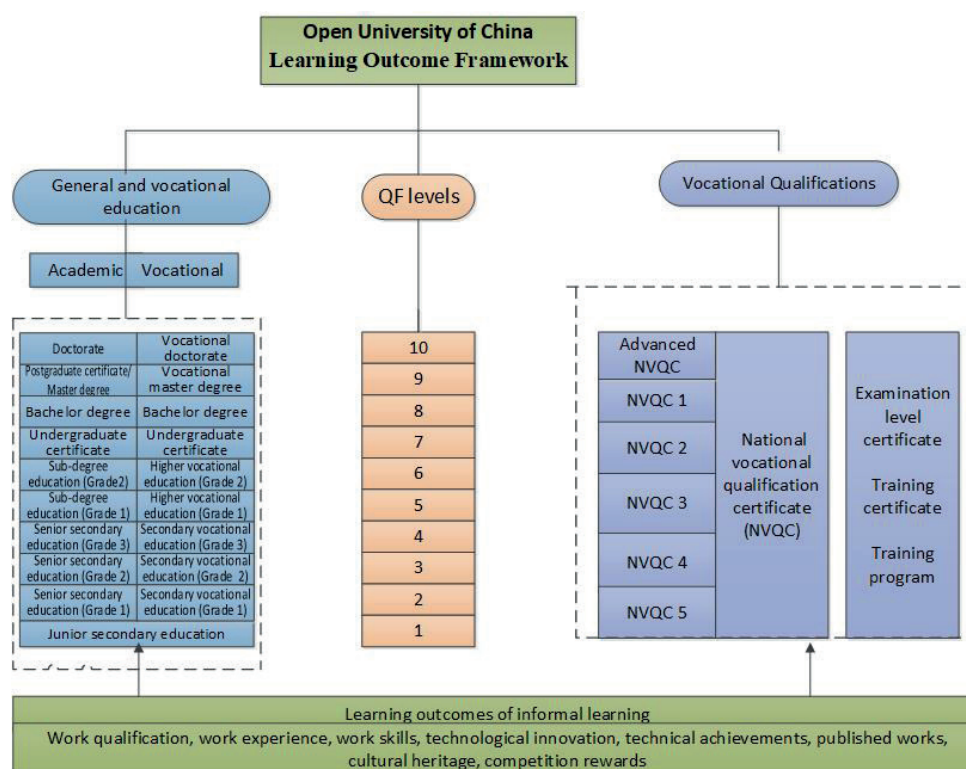 Open University of China
Learning Outcome Framework
General and vocational
education
QF levels
Vocational Qualifications
Academic
Vocational
Doctorate
Vocational
doctorate
Postgraduate certificate/
Master degree
Vocational
master degree
Bachelor degree
Bachelor degree
Undergraduate
certificate
Undergraduate
certificate
Sub-degree
education (Grade2)
Higher vocational
education (Grade 2)
Sub-degree
education (Grade 1)
Higher vocational
education (Grade 1)
Senior secondary
education (Grade 3)
Secondary vocational
education (Grade 3)
Senior secondary
education (Grade 2)
Secondary vocational
education (Grade 2)
Senior secondary
education (Grade 1)
Secondary vocational
education (Grade 1)
Junior secondary education
10
9
8
7
6
5
4
3
2
1
Advanced
NVQC
NVQC 1
NVQC 2
NVQC 3
NVQC 4
NVQC 5
National
vocational
qualification
certificate
(NVQC)
Examination
level
certificate
Training
certificate
Training
program
Learning outcomes of informal learning
Work qualification, work experience, work skills, technological innovation, technical achievements, published works,
cultural heritage, competition rewards